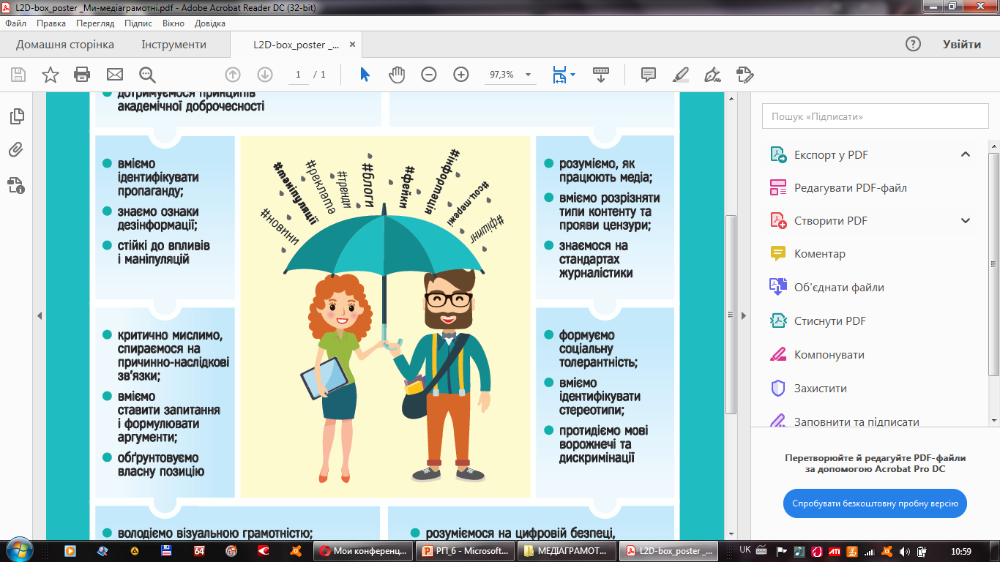 L2D-box_poster _Ми-медіаграмотні.pdf - Adobe Acrobat Reader DC (32-bit)
Файл Правка Перегляд Підпис Вікно Довідка
Домашня сторінка Інструменти L2D-box_poster _... × Увійти
1 / 1 97,3%
дотримуємося принципів
академічної доброчесності
вміємо
ідентифікувати
пропаганду;
знаємо ознаки
дезінформації;
стійкі до впливів
і маніпуляцій
#новини
#маніпуляції
#реклама
#тренди
#блоги
#фейки
#інформація
#соц.мережі
#фішинг
розуміємо, як
працюють медіа;
вміємо розрізняти
типи контенту та
прояви цензури;
знаємося на
стандартах
журналістики
критично мислимо,
спираємося на
причинно-наслідкові
зв'язки;
вміємо
ставити запитання
і формулювати
аргументи;
обґрунтовуємо
власну позицію
формуємо
соціальну
толерантність;
вміємо
ідентифікувати
стереотипи;
протидіємо мові
ворожнечі та
дискримінації
володіємо візуальною грамотністю;
розуміємося на цифровій безпеці,
Пошук «Підписати»
Експорт у PDF
Редагувати PDF-файл
Створити PDF
Коментар
Об'єднати файли
Стиснути PDF
Компонувати
Захистити
Заповнити та підписати
Перетворюйте й редагуйте PDF-файли
за допомогою Acrobat Pro DC
Спробувати безкоштовну пробну версію
64 Мои конференц... РП_6 - Microsoft... МЕДІАГРАМОТ... L2D-box_poster _... UK ATI 10:59